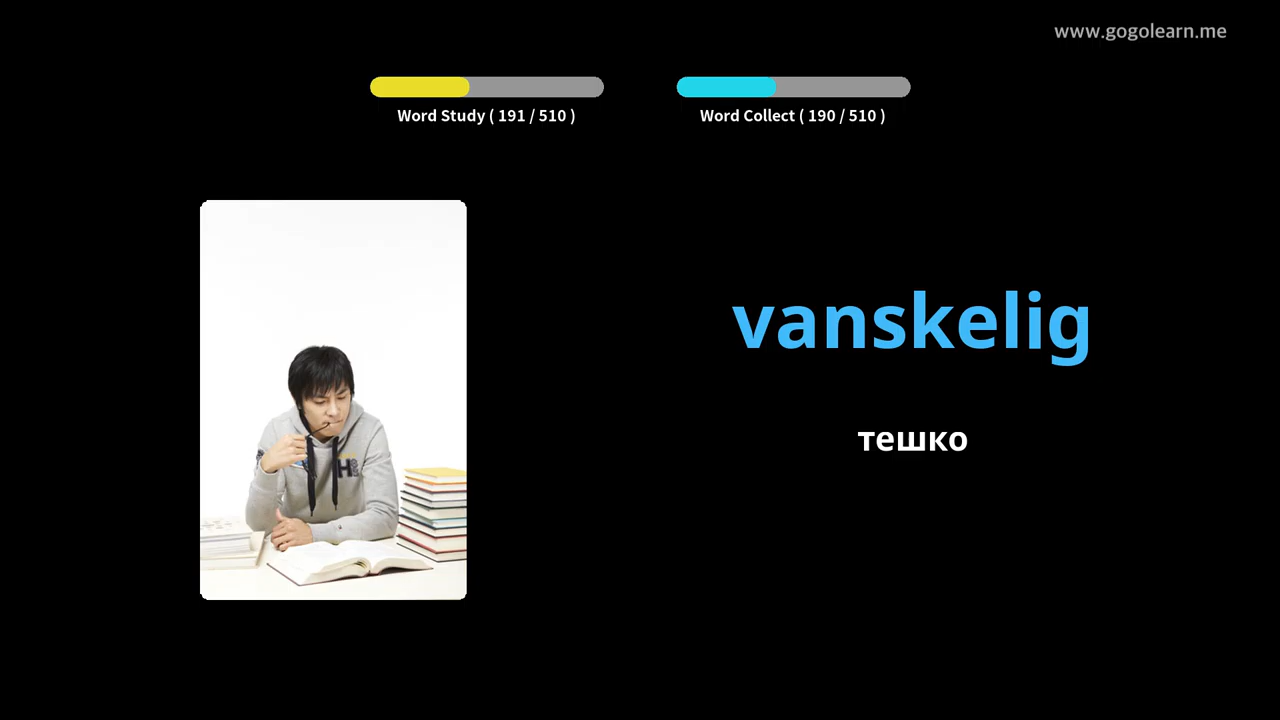 www.gogolearn.me
Word Study ( 191 / 510 )
Word Collect ( 190 / 510 )
vanskelig
тешко
H